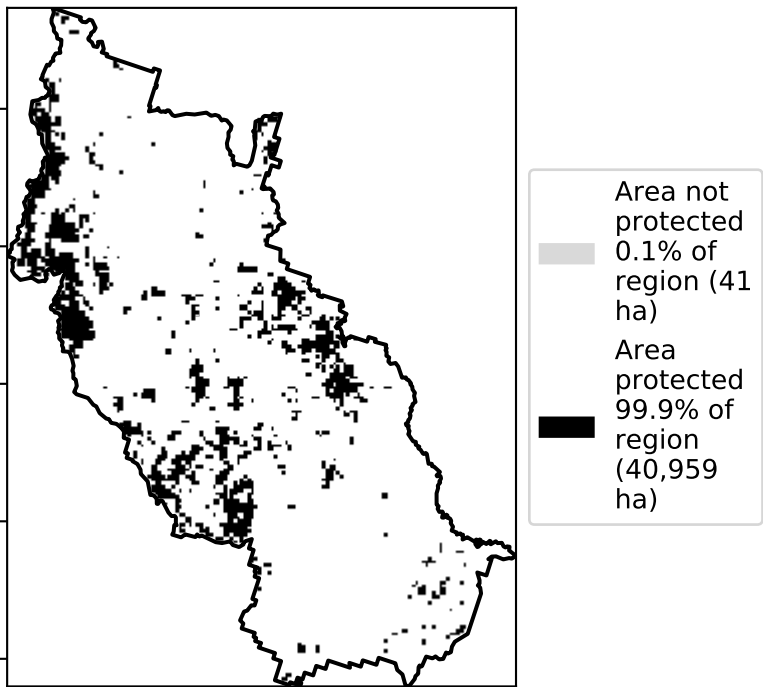 Area not
protected
0.1% of
region (41
ha)
Area
protected
99.9% of
region
(40,959
ha)